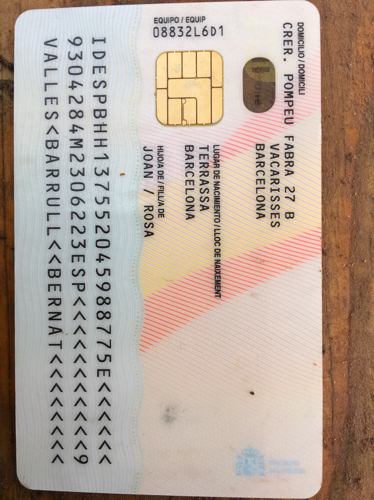 EQUIPO / EQUIP
08832L6D1
DOMICILIO / DOMICILI
CRER. POMPEU FABRA 27 B
VACARISSES
BARCELONA
LUGAR DE NACIMIENTO / LLOC DE NAIXEMENT
TERRASSA
BARCELONA
HIJO/A DE / FILL/A DE
JOAN / ROSA
IDESPBHH137552045988775E<<<<<<
9304284M2306223ESP<<<<<<<<<<<9
VALLES<BARRULL<<BERNAT<<<<<<<<